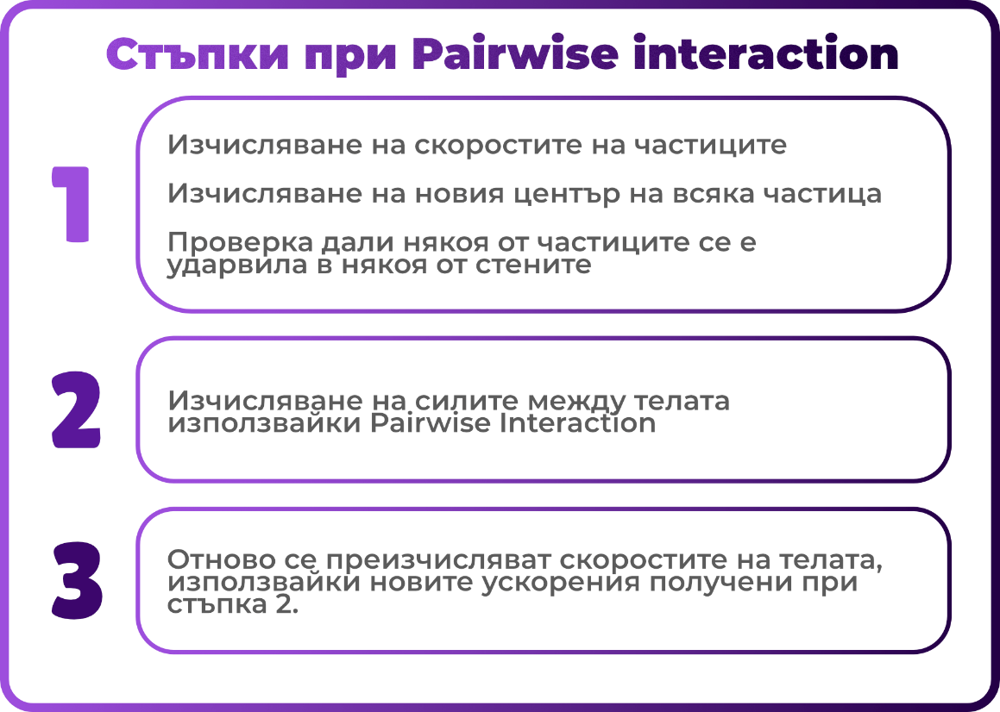 Стъпки при Pairwise interaction
1
Изчисляване на скоростите на частиците
Изчисляване на новия център на всяка частица
Проверка дали някоя от частиците се е
ударвила в някоя от стените
2
Изчисляване на силите между телата
използвайки Pairwise Interaction
3
Отново се преизчисляват скоростите на телата,
използвайки новите ускорения получени при
стъпка 2.